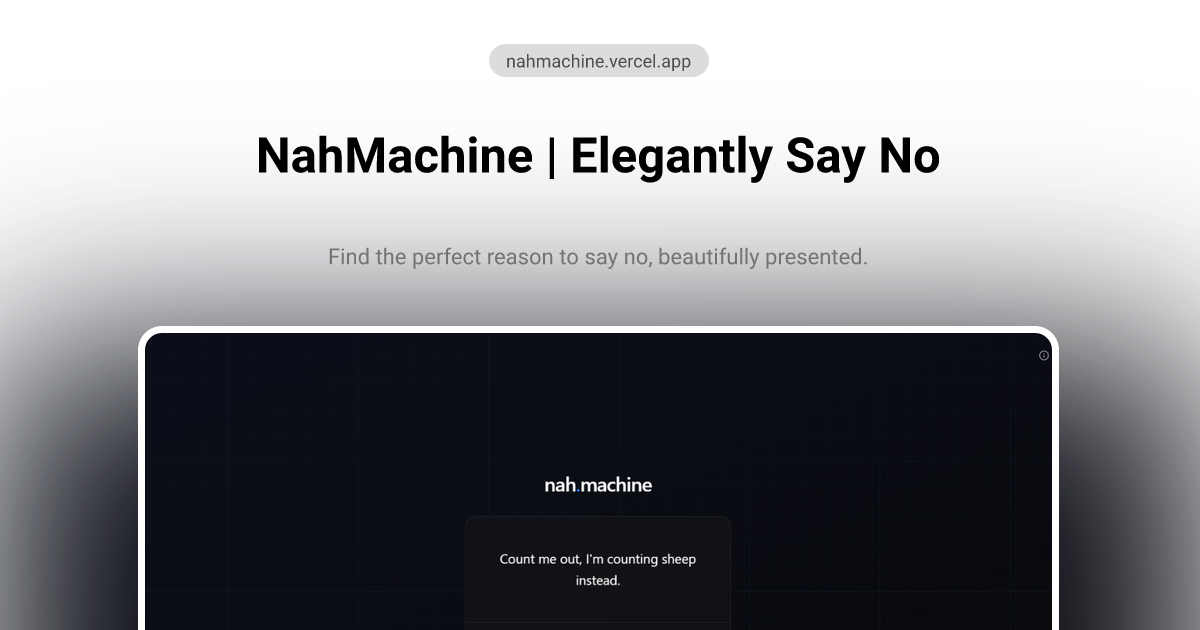 nahmachine.vercel.app
NahMachine | Elegantly Say No
Find the perfect reason to say no, beautifully presented.
nah.machine
Count me out, I'm counting sheep
instead.